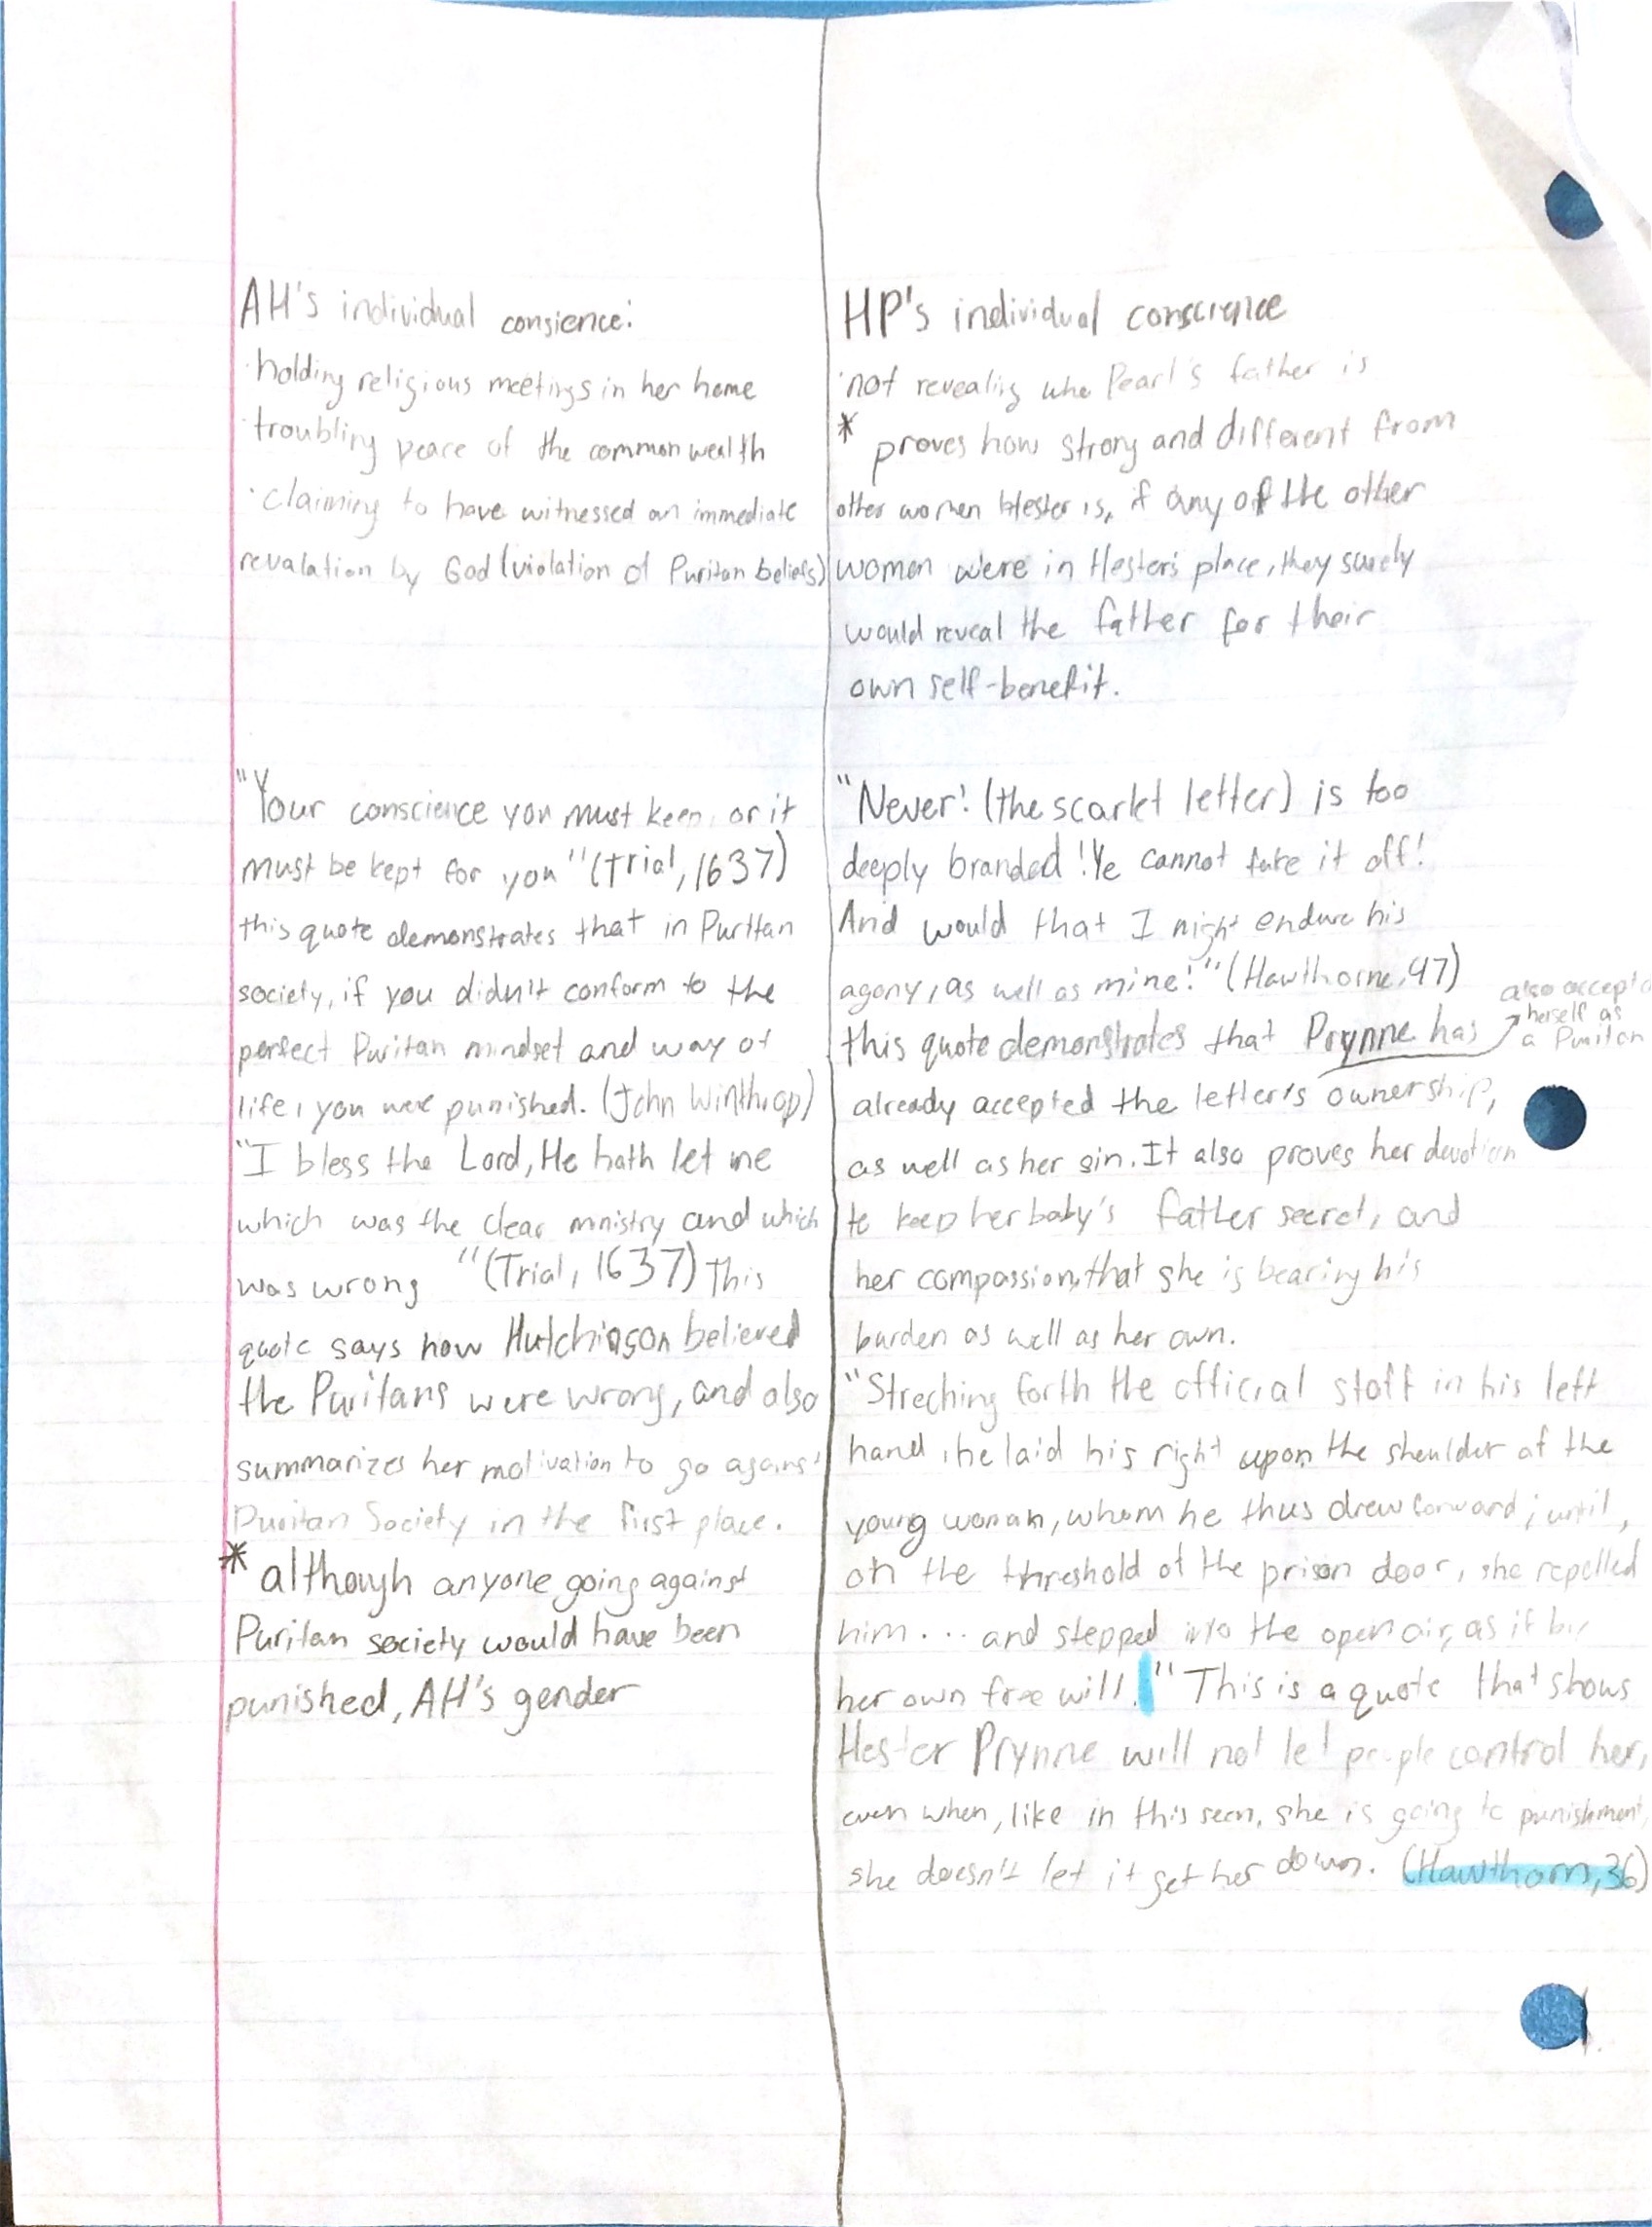 AH's individual consience:
·holding religious meetings in her home
·troubling peace of the commonwealth
·claiming to have witnessed an immediate
revalation by God (violation of Puritan beliefs)
"Your conscience you must keep, or it
must be kept for you" (Trial, 1637)
this quote demonstrates that in Puritan
society, if you didn't conform to the
perfect Puritan mindset and way of
life, you were punished. (John Winthrop)
"I bless the Lord, He hath let me
which was the clear ministry and which
was wrong "(Trial, 1637) This
quote says how Hutchinson believed
the Puritans were wrong, and also
summarizes her motivation to go against
Puritan Society in the first place.
* although anyone going against
Puritan society would have been
punished, AH's gender
HP's individual conscience
·not revealing who Pearl's father is
* proves how strong and different from
other women Hester is, if any of the other
women were in Hester's place, they surely
would reveal the father for their
own self-benefit.
"Never! (the scarlet letter) is too
deeply branded! Ye cannot take it off!
And would that I might endure his
agony, as well as mine!" (Hawthorne, 47)
this quote demonstrates that Prynne has
also accepted
herself as
a Puritan
already accepted the letter's ownership,
as well as her sin. It also proves her devotion
to keep her baby's father secret, and
her compassion, that she is bearing his
burden as well as her own.
"Streching forth the official staff in his left
hand, he laid his right upon the shoulder of the
young woman, whom he thus drew forward; until,
on the threshold of the prison door, she repelled
him... and stepped into the open air, as if by
her own free will." This is a quote that shows
Hester Prynne will not let people control her,
even when, like in this seen, she is going to punishment,
she doesn't let it get her down. (Hawthorn, 36)